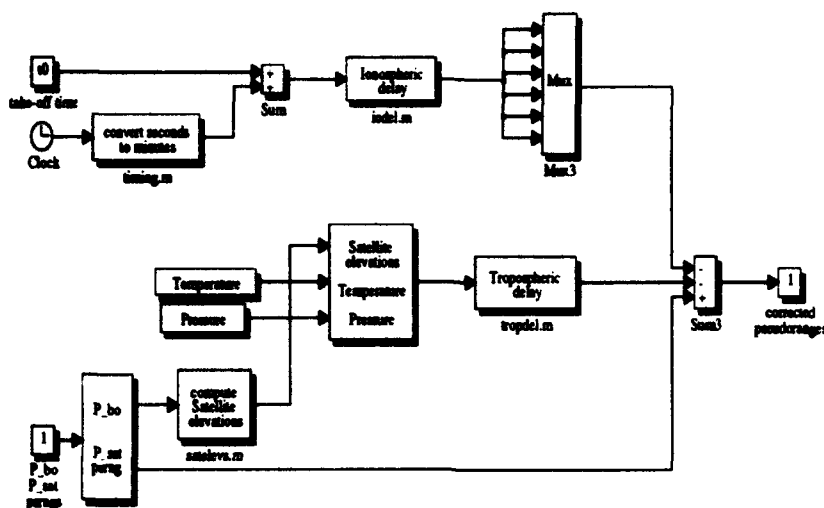 t0
take-off time
Clock
convert seconds
to minutes
timing.m
+
+
Sum
Ionospheric
delay
iodel.m
Mux
Mux3
Temperature
Pressure
Satellite
elevations
Temperature
Pressure
Tropospheric
delay
tropdel.m
-
-
+
Sum3
1
corrected
pseudoranges
1
P_bo
P_sat
P_bo
P_sat
compute
Satellite
elevations
satelevs.m